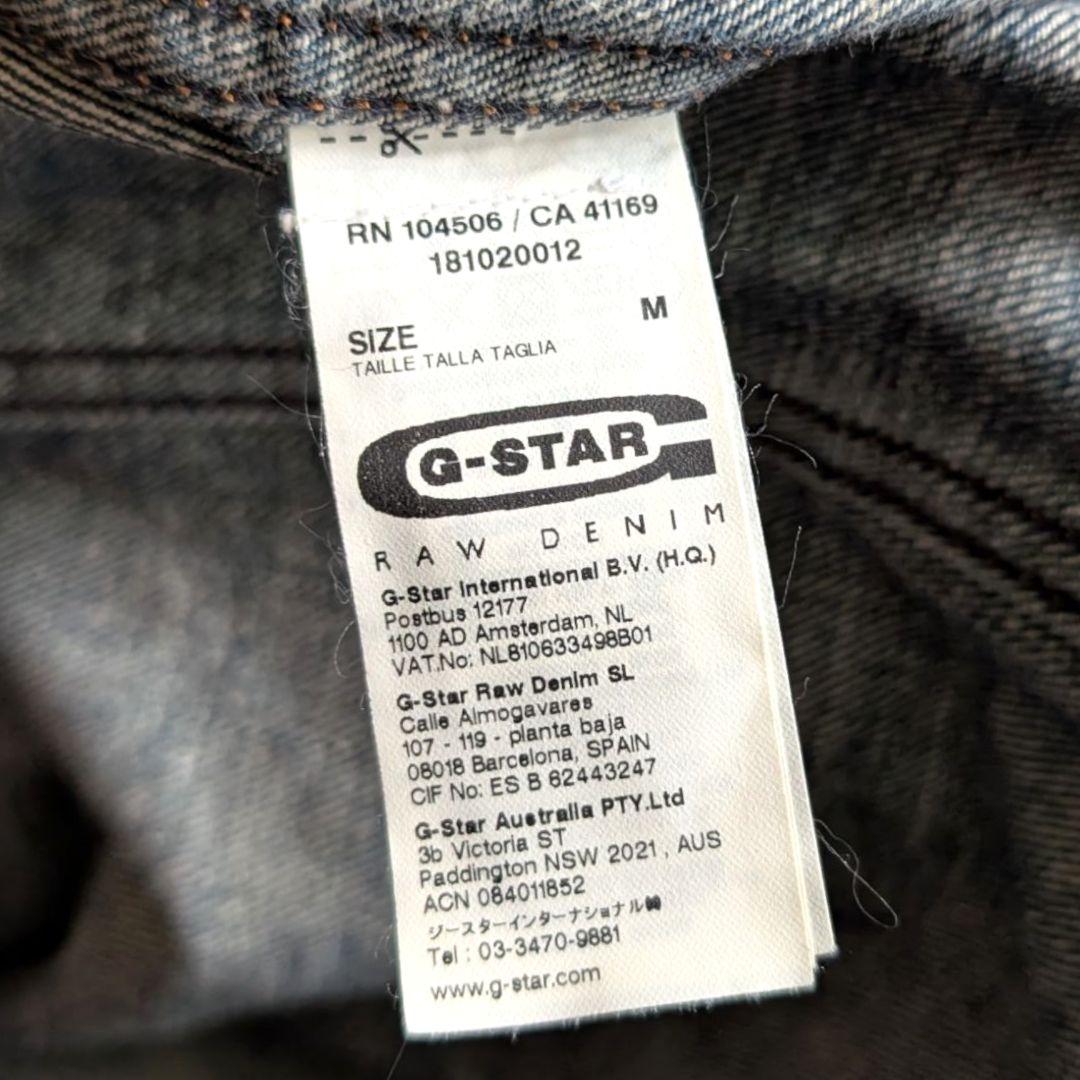 RN 104506 / CA 41169
181020012
SIZE M
TAILLE TALLA TAGLIA
G-STAR
RAW DENIM
G-Star International B.V. (H.Q.)
Postbus 12177
1100 AD Amsterdam, NL
VAT.No: NL810633498B01
G-Star Raw Denim SL
Calle Almogavares
107 - 119 - planta baja
08018 Barcelona, SPAIN
CIF No: ES B 62443247
G-Star Australia PTY.Ltd
3b Victoria ST
Paddington NSW 2021 , AUS
ACN 084011852
ジースターインターナショナル㈱
Tel : 03-3470-9881
www.g-star.com